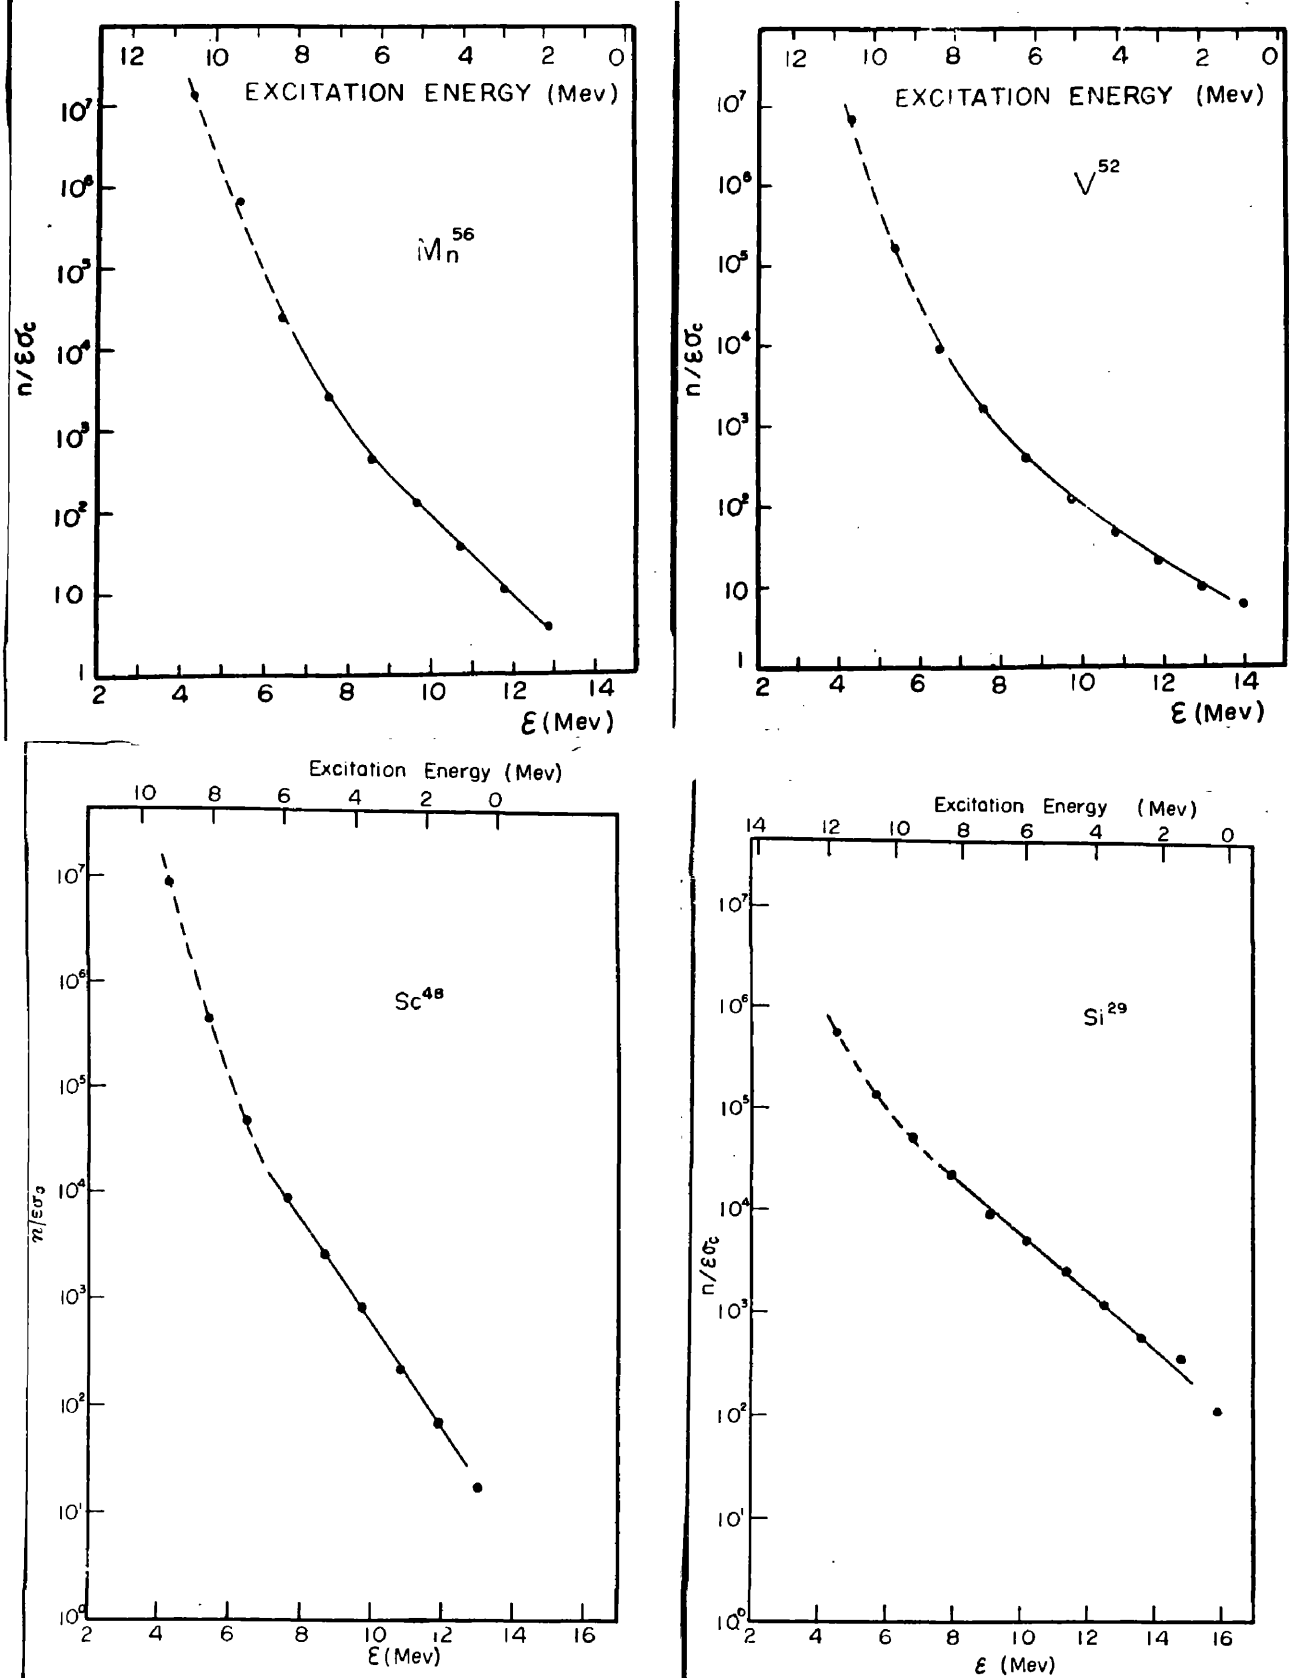 12 10 8 6 4 2 0
EXCITATION ENERGY (Mev)
Mn⁵⁶
10⁷
10⁶
10⁵
10⁴
10³
10²
10
1
n/εσc
2 4 6 8 10 12 14
ε (Mev)
12 10 8 6 4 2 0
EXCITATION ENERGY (Mev)
V⁵²
10⁷
10⁶
10⁵
10⁴
10³
10²
10
1
n/εσc
2 4 6 8 10 12 14
ε (Mev)
Excitation Energy (Mev)
10 8 6 4 2 0
Sc⁴⁸
10⁷
10⁶
10⁵
10⁴
10³
10²
10¹
10⁰
n/εσc
2 4 6 8 10 12 14 16
ε (Mev)
Excitation Energy (Mev)
14 12 10 8 6 4 2 0
Si²⁹
10⁷
10⁶
10⁵
10⁴
10³
10²
10¹
10⁰
n/εσc
2 4 6 8 10 12 14 16
ε (Mev)